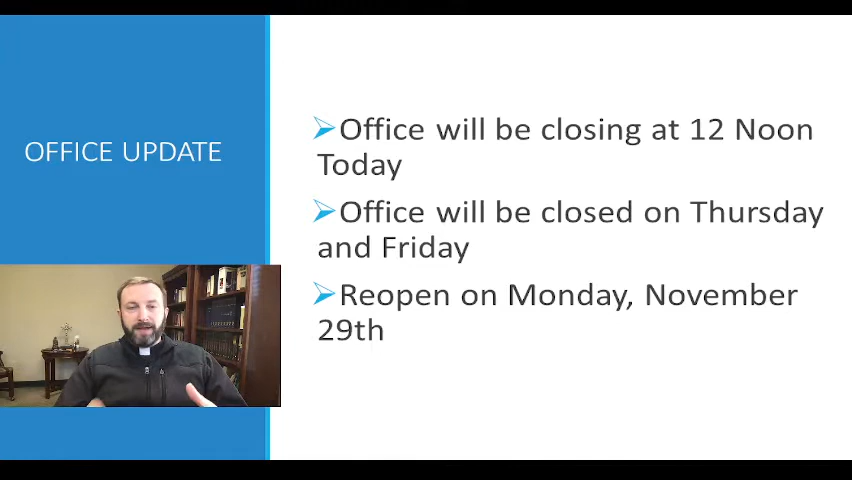 OFFICE UPDATE
Office will be closing at 12 Noon
Today
Office will be closed on Thursday
and Friday
Reopen on Monday, November
29th